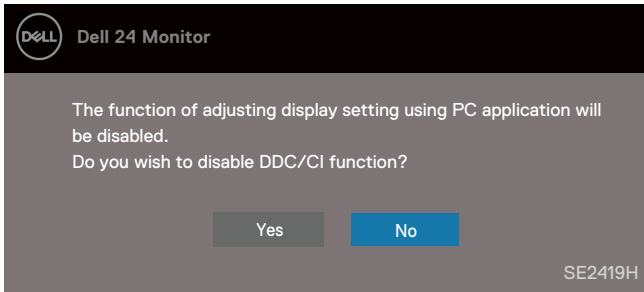 DELL
Dell 24 Monitor
The function of adjusting display setting using PC application will
be disabled.
Do you wish to disable DDC/CI function?
Yes No
SE2419H